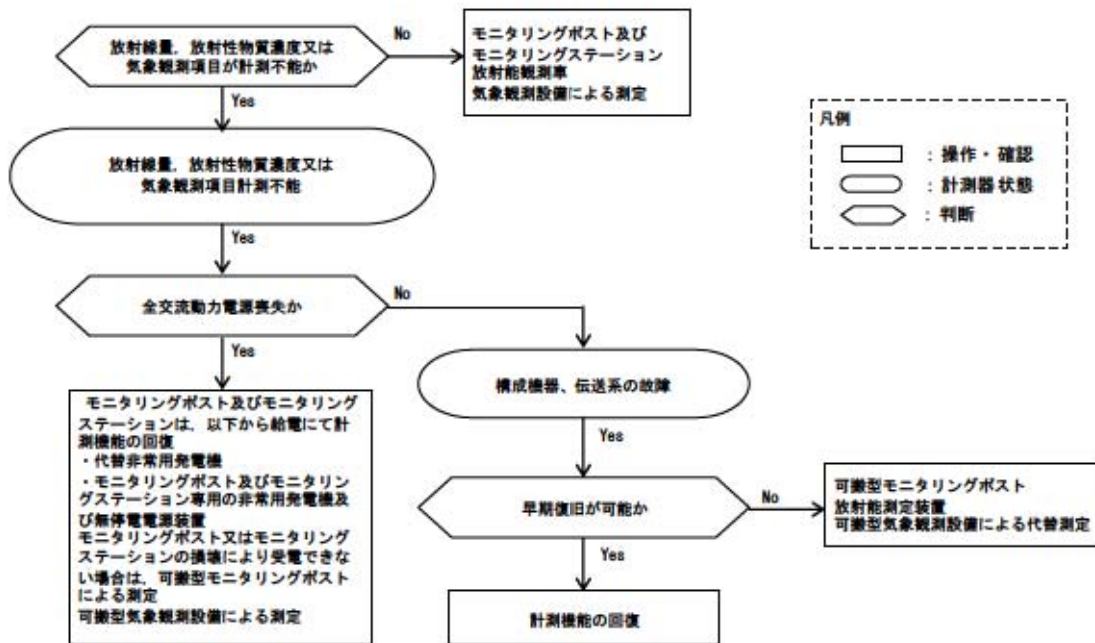 放射線量，放射性物質濃度又は
気象観測項目が計測不能か
No
モニタリングポスト及び
モニタリングステーション
放射能観測車
気象観測設備による測定
Yes
放射線量，放射性物質濃度又は
気象観測項目計測不能
凡例
：操作・確認
：計測器状態
：判断
Yes
全交流動力電源喪失か
No
Yes
構成機器、伝送系の故障
モニタリングポスト及びモニタリング
ステーションは，以下から給電にて計
測機能の回復
・代替非常用発電機
・モニタリングポスト及びモニタリン
グステーション専用の非常用発電機及
び無停電電源装置
モニタリングポスト又はモニタリング
ステーションの損壊により受電できな
い場合は，可搬型モニタリングポスト
による測定
可搬型気象観測設備による測定
Yes
早期復旧が可能か
No
可搬型モニタリングポスト
放射能測定装置
可搬型気象観測設備による代替測定
Yes
計測機能の回復